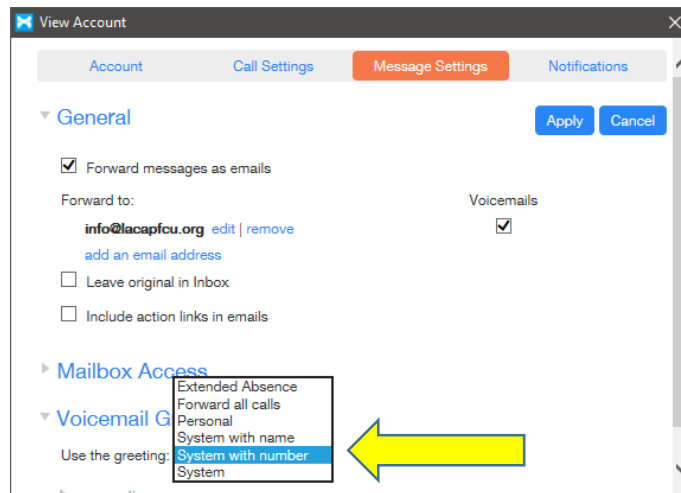 View Account
Account Call Settings Message Settings Notifications
General
Apply Cancel
Forward messages as emails
Forward to: Voicemails
info@lacapfcu.org edit | remove
add an email address
Leave original in Inbox
Include action links in emails
Mailbox Access
Extended Absence
Forward all calls
Voicemail G
Personal
System with name
Use the greeting: System with number
System